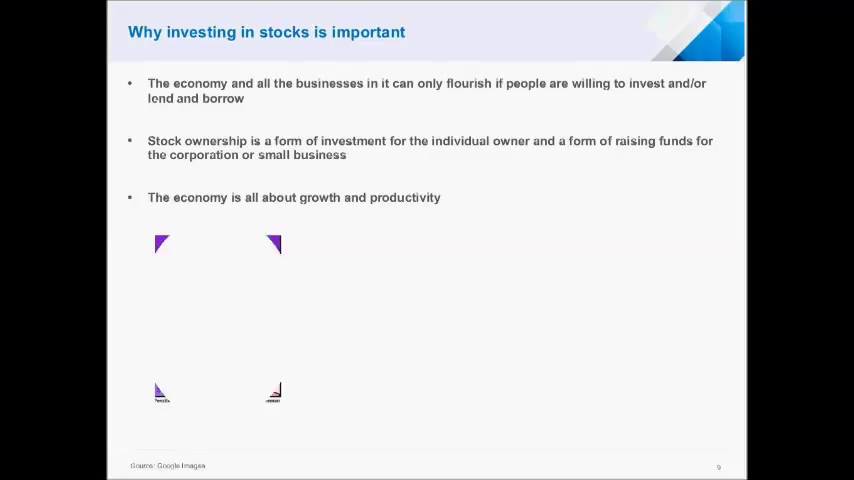 Why investing in stocks is important
• The economy and all the businesses in it can only flourish if people are willing to invest and/or
lend and borrow
• Stock ownership is a form of investment for the individual owner and a form of raising funds for
the corporation or small business
• The economy is all about growth and productivity
Source: Google Images
9